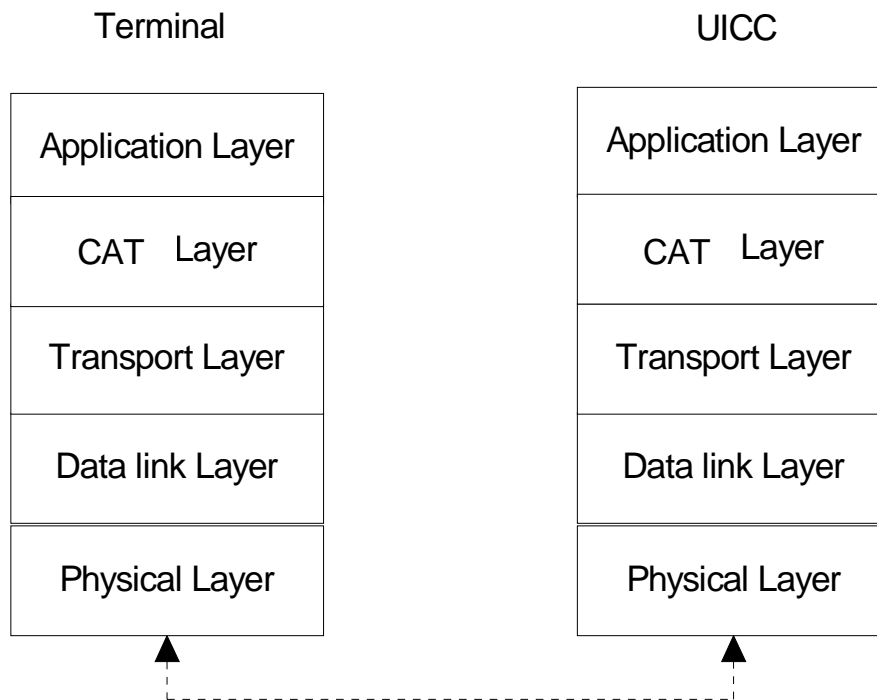 Terminal
UICC
Application Layer
CAT Layer
Transport Layer
Data link Layer
Physical Layer
Application Layer
CAT Layer
Transport Layer
Data link Layer
Physical Layer